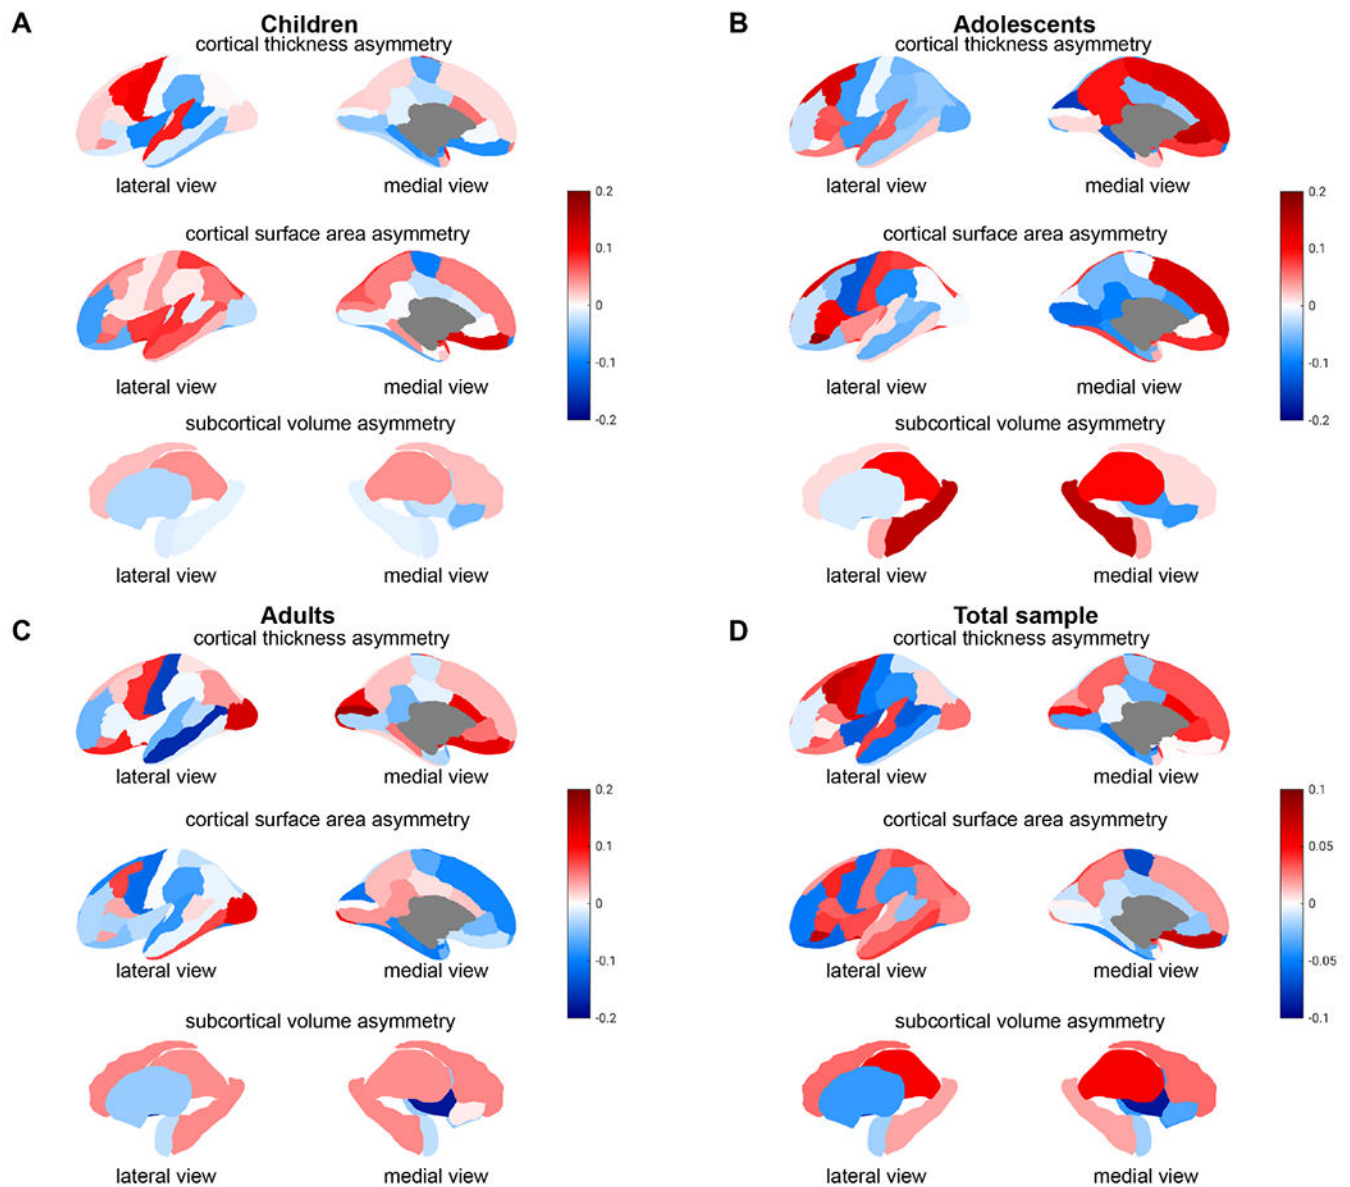 A
Children
cortical thickness asymmetry
lateral view
medial view
cortical surface area asymmetry
lateral view
medial view
subcortical volume asymmetry
lateral view
medial view
0.2
0.1
0
-0.1
-0.2
B
Adolescents
cortical thickness asymmetry
lateral view
medial view
cortical surface area asymmetry
lateral view
medial view
subcortical volume asymmetry
lateral view
medial view
0.2
0.1
0
-0.1
-0.2
C
Adults
cortical thickness asymmetry
lateral view
medial view
cortical surface area asymmetry
lateral view
medial view
subcortical volume asymmetry
lateral view
medial view
0.2
0.1
0
-0.1
-0.2
D
Total sample
cortical thickness asymmetry
lateral view
medial view
cortical surface area asymmetry
lateral view
medial view
subcortical volume asymmetry
lateral view
medial view
0.1
0.05
0
-0.05
-0.1